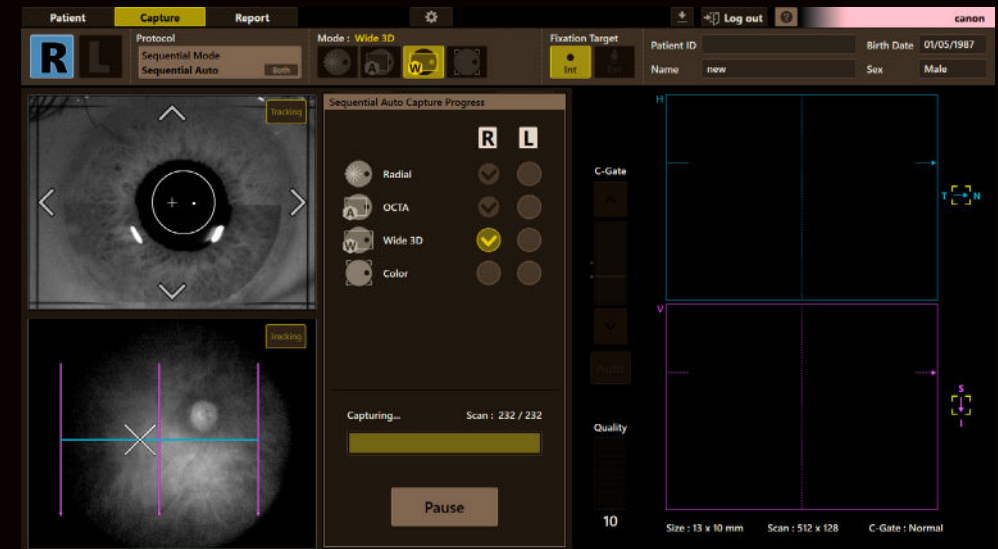 Patient Capture Report Log out ? canon
R L
Protocol
Sequential Mode
Sequential Auto Both
Mode : Wide 3D
A W
Fixation Target
Int Ext
Patient ID
Birth Date 01/05/1987
Name new
Sex Male
Tracking
Tracking
Sequential Auto Capture Progress
R L
Radial
A OCTA
W Wide 3D
Color
Capturing... Scan : 232 / 232
Pause
C-Gate
Auto
Quality
10
H
T N
V
S
I
Size : 13 x 10 mm Scan : 512 x 128 C-Gate : Normal